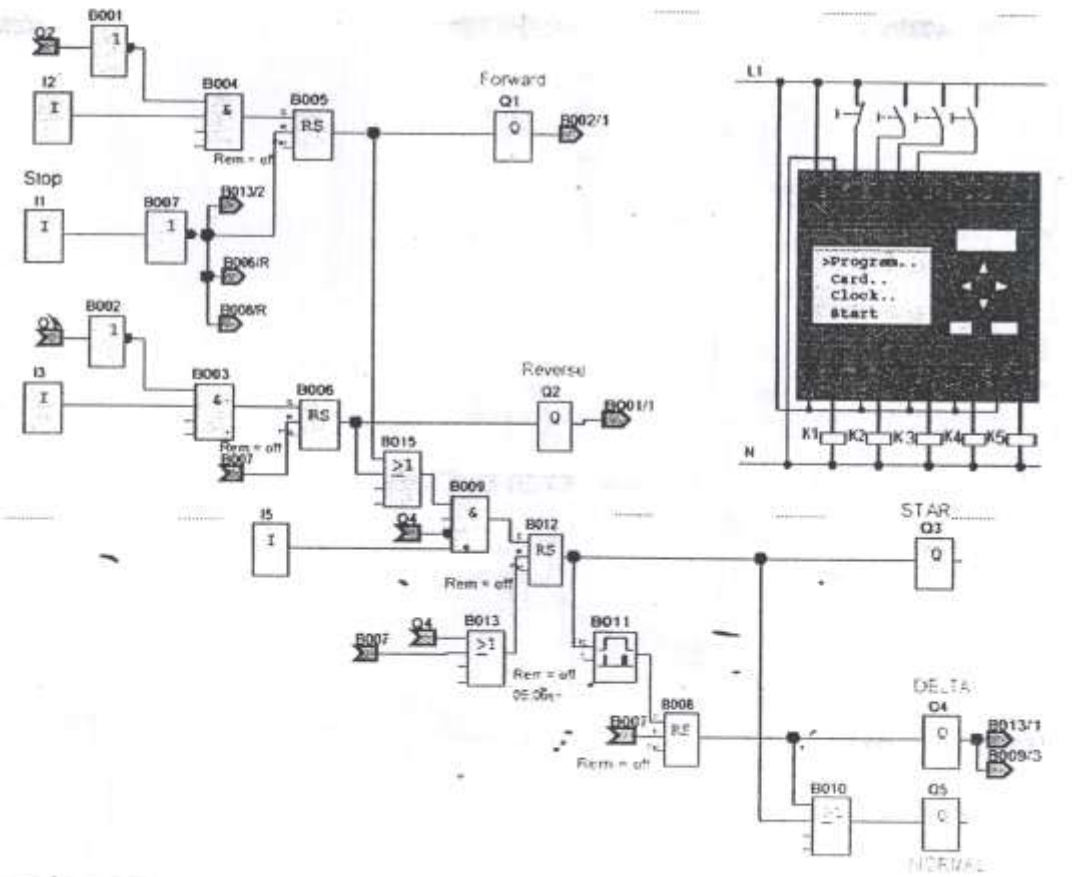 B001
Q2
1
I2
I
B004
&
B005
RS
Rem = off
Forward
Q1
Q
B002/1
Stop
I1
I
B007
1
B013/2
B006/R
B008/R
B002
1
I3
I
B003
&
B006
RS
Rem = off
B007
Reverse
Q2
Q
B001/1
B015
≥1
B009
&
Q4
I5
I
B012
RS
Rem = off
STAR
Q3
Q
B013
≥1
Q4
B007
B011
Rem = off
B008
RS
B007
Rem = off
DELTA
Q4
Q
B013/1
B009/3
B010
≥1
Q5
Q
NORMAL
L1
>Program..
Card..
Clock..
Start
K1
K2
K3
K4
K5
N